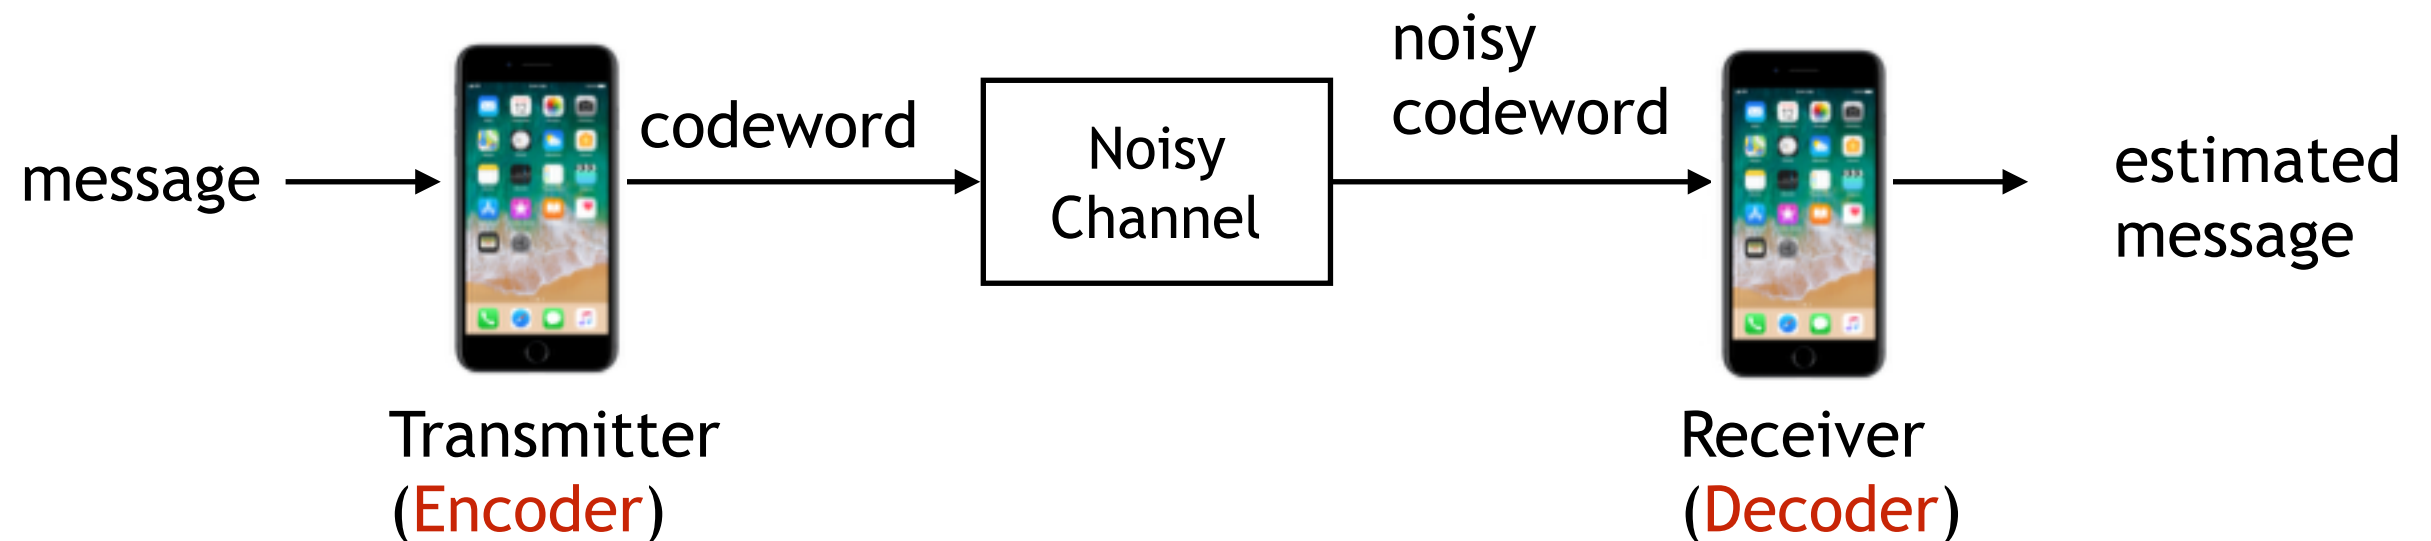 message
Transmitter
(Encoder)
codeword
Noisy
Channel
noisy
codeword
Receiver
(Decoder)
estimated
message